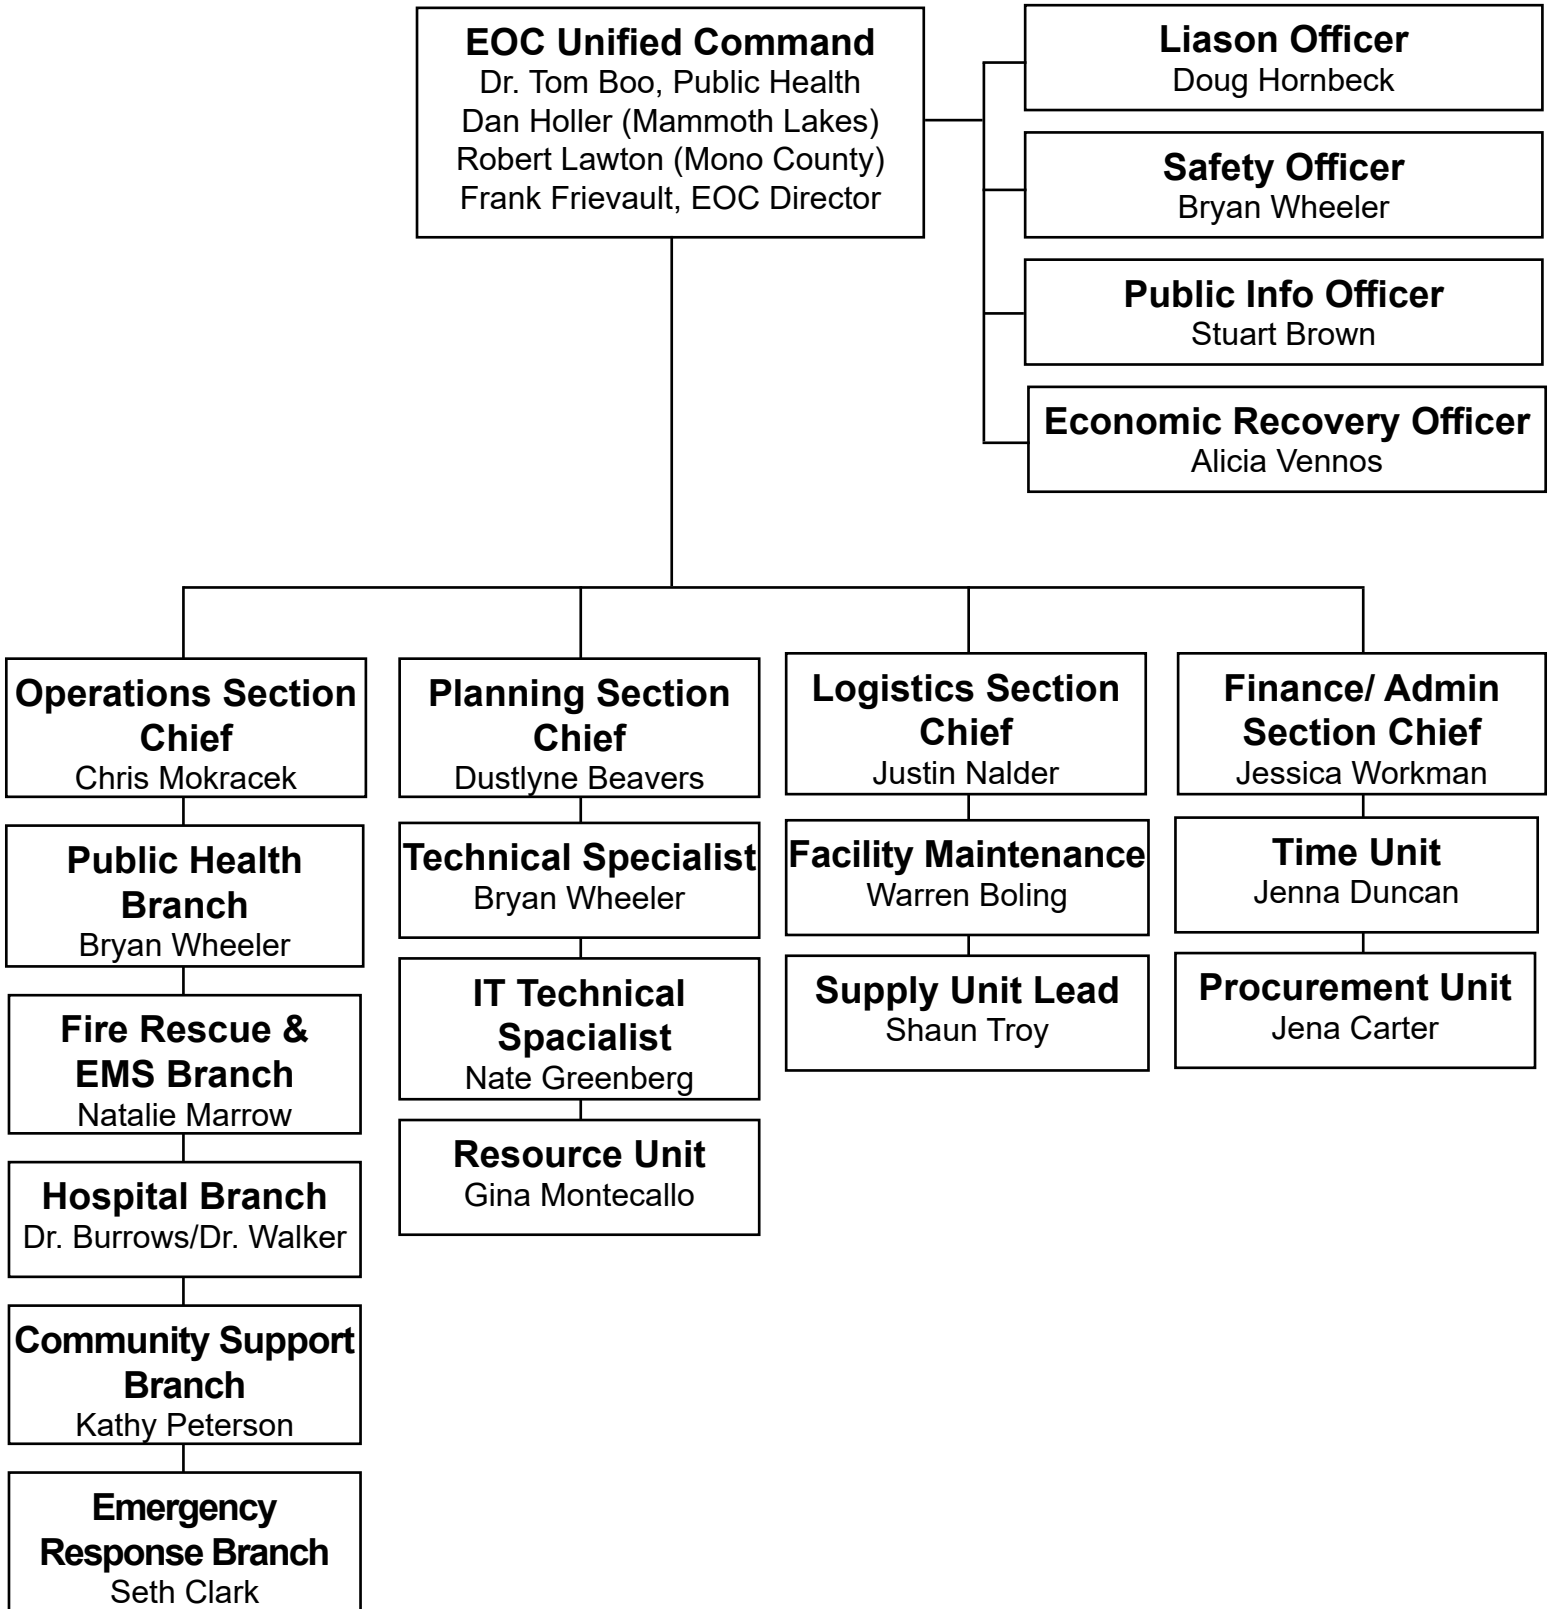 EOC Unified Command
Dr. Tom Boo, Public Health
Dan Holler (Mammoth Lakes)
Robert Lawton (Mono County)
Frank Frievault, EOC Director
Liason Officer
Doug Hornbeck
Safety Officer
Bryan Wheeler
Public Info Officer
Stuart Brown
Economic Recovery Officer
Alicia Vennos
Operations Section
Chief
Chris Mokracek
Public Health
Branch
Bryan Wheeler
Fire Rescue &
EMS Branch
Natalie Marrow
Hospital Branch
Dr. Burrows/Dr. Walker
Community Support
Branch
Kathy Peterson
Emergency
Response Branch
Seth Clark
Planning Section
Chief
Dustlyne Beavers
Technical Specialist
Bryan Wheeler
IT Technical
Spacialist
Nate Greenberg
Resource Unit
Gina Montecallo
Logistics Section
Chief
Justin Nalder
Facility Maintenance
Warren Boling
Supply Unit Lead
Shaun Troy
Finance/ Admin
Section Chief
Jessica Workman
Time Unit
Jenna Duncan
Procurement Unit
Jena Carter